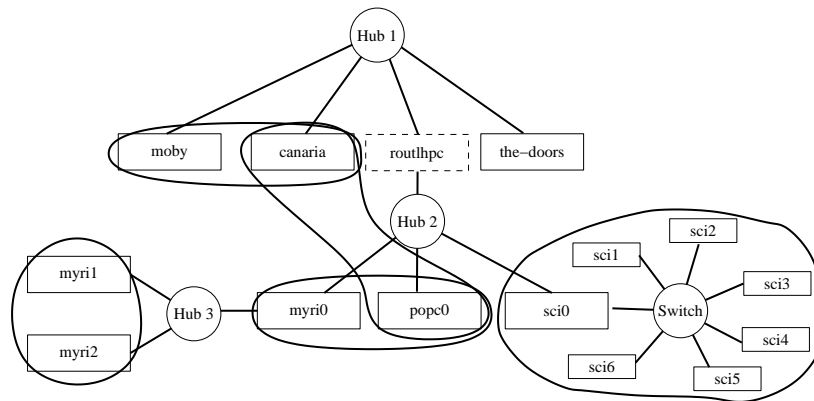 Hub 1
moby
canaria
routlhpc
the−doors
Hub 2
sci2
sci1
sci3
myri1
Hub 3
myri0
popc0
sci0
Switch
sci4
myri2
sci6
sci5